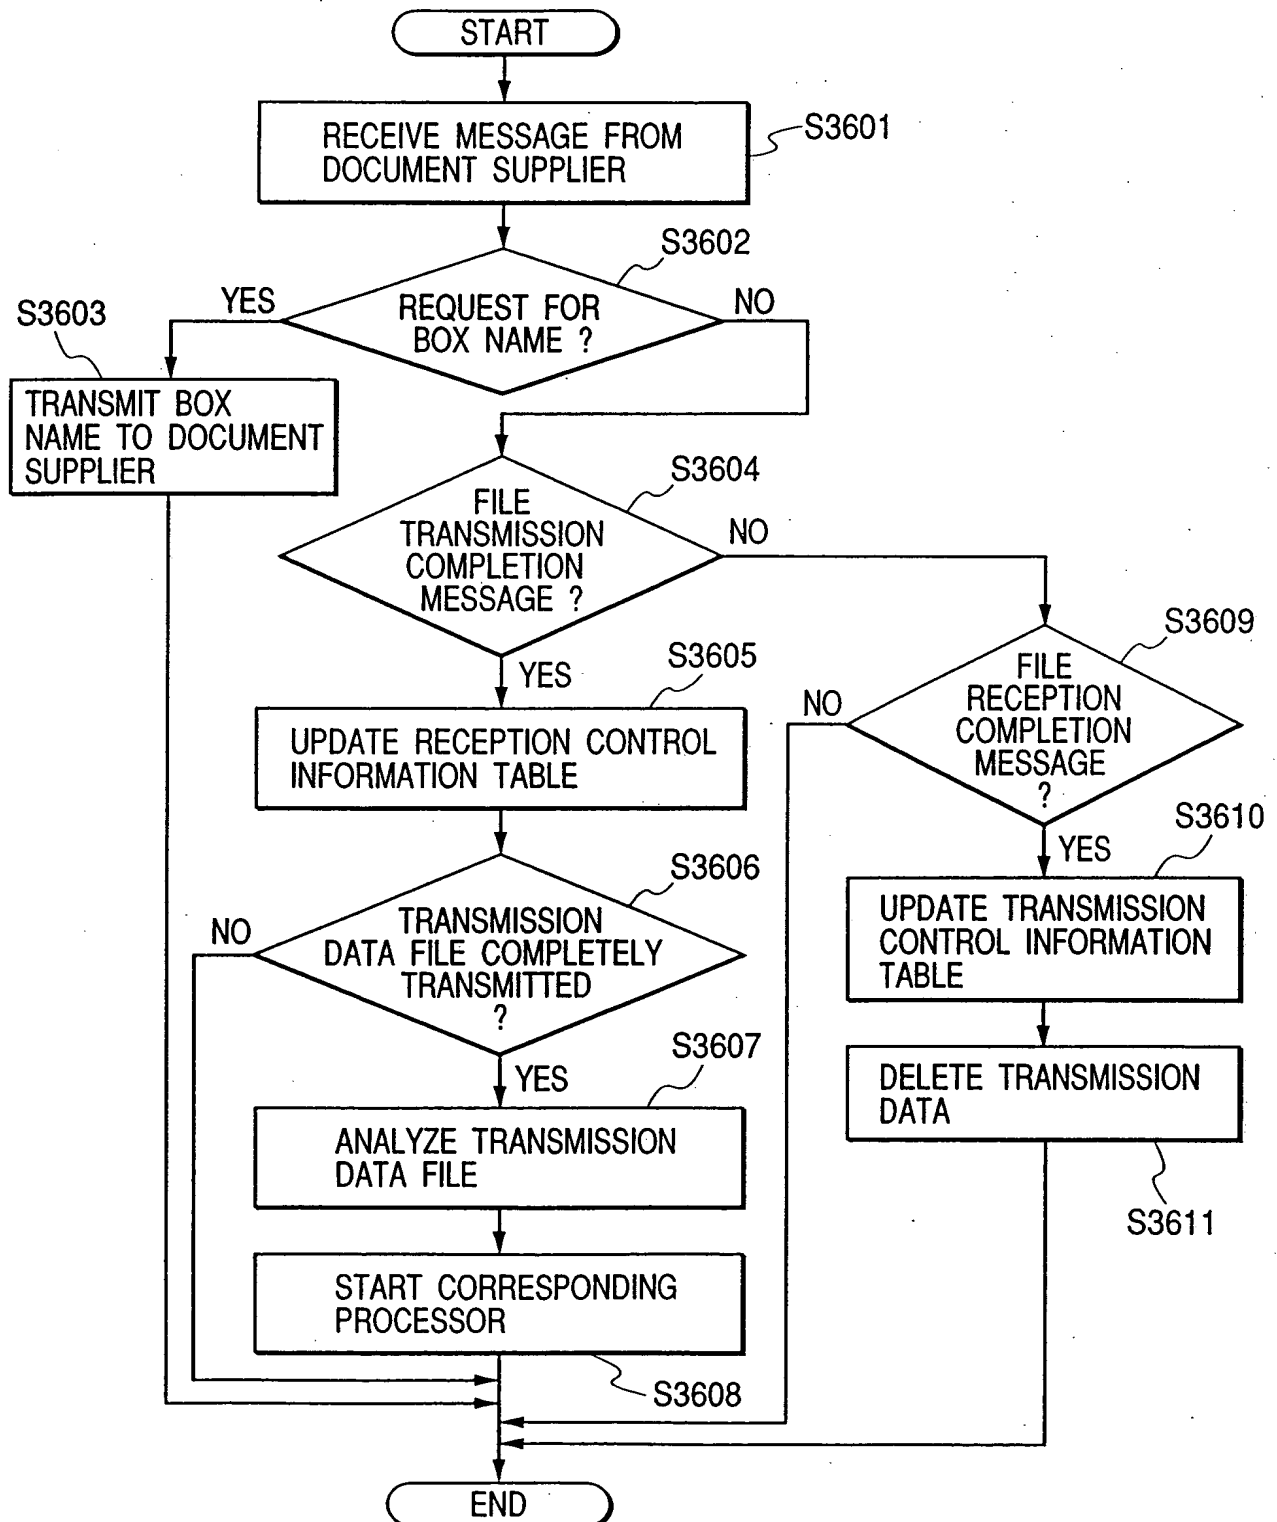 START
RECEIVE MESSAGE FROM
DOCUMENT SUPPLIER
S3601
S3602
REQUEST FOR
BOX NAME ?
YES
NO
S3603
TRANSMIT BOX
NAME TO DOCUMENT
SUPPLIER
S3604
FILE
TRANSMISSION
COMPLETION
MESSAGE ?
NO
YES
S3605
UPDATE RECEPTION CONTROL
INFORMATION TABLE
S3606
TRANSMISSION
DATA FILE COMPLETELY
TRANSMITTED
?
NO
YES
S3607
ANALYZE TRANSMISSION
DATA FILE
START CORRESPONDING
PROCESSOR
S3608
S3609
FILE
RECEPTION
COMPLETION
MESSAGE
?
NO
YES
S3610
UPDATE TRANSMISSION
CONTROL INFORMATION
TABLE
DELETE TRANSMISSION
DATA
S3611
END